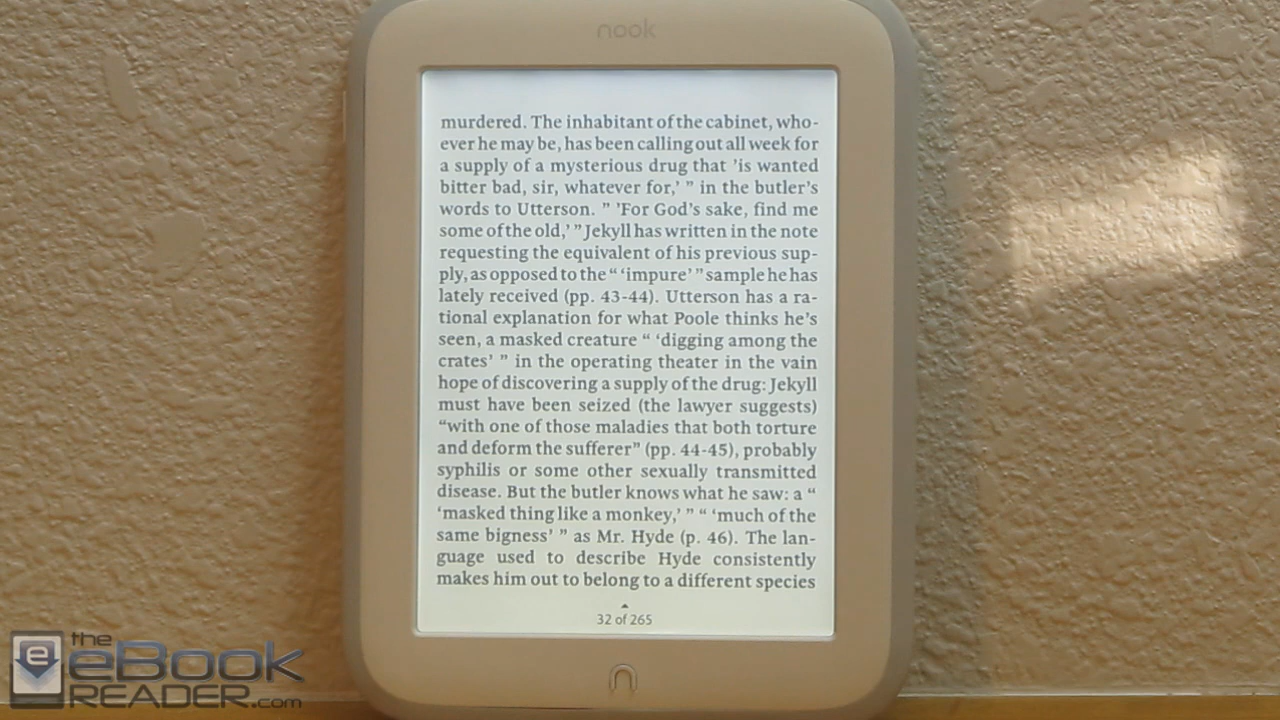 nook
murdered. The inhabitant of the cabinet, who-
ever he may be, has been calling out all week for
a supply of a mysterious drug that ’is wanted
bitter bad, sir, whatever for,’ ” in the butler’s
words to Utterson. ” ’For God’s sake, find me
some of the old,’ ” Jekyll has written in the note
requesting the equivalent of his previous sup-
ply, as opposed to the “ ‘impure’ ” sample he has
lately received (pp. 43-44). Utterson has a ra-
tional explanation for what Poole thinks he’s
seen, a masked creature “ ‘digging among the
crates’ ” in the operating theater in the vain
hope of discovering a supply of the drug: Jekyll
must have been seized (the lawyer suggests)
“with one of those maladies that both torture
and deform the sufferer” (pp. 44-45), probably
syphilis or some other sexually transmitted
disease. But the butler knows what he saw: a “
‘masked thing like a monkey,’ ” “ ‘much of the
same bigness’ ” as Mr. Hyde (p. 46). The lan-
guage used to describe Hyde consistently
makes him out to belong to a different species
32 of 265
n
e
the
eBook
READER.com